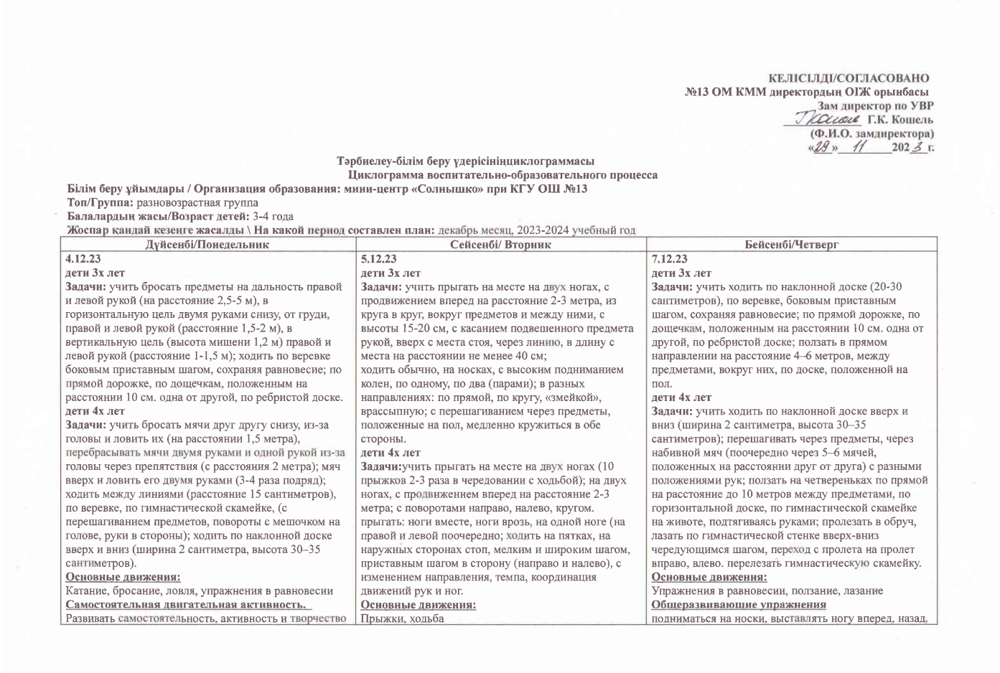 КЕЛІСІЛДІ/СОГЛАСОВАНО
№13 ОМ КММ директордың ОІЖ орынбасы
Зам директор по УВР
Г.К. Кошель
(Ф.И.О. замдиректора)
«29» 11 2023 г.
Тәрбиелеу-білім беру үдерісініңциклограммасы
Циклограмма воспитательно-образовательного процесса
Білім беру ұйымдары / Организация образования: мини-центр «Солнышко» при КГУ ОШ №13
Топ/Группа: разновозрастная группа
Балалардың жасы/Возраст детей: 3-4 года
Жоспар қандай кезеңге жасалды \ На какой период составлен план: декабрь месяц, 2023-2024 учебный год
Дүйсенбі/Понедельник
4.12.23
дети 3х лет
Задачи: учить бросать предметы на дальность правой
и левой рукой (на расстояние 2,5-5 м), в
горизонтальную цель двумя руками снизу, от груди,
правой и левой рукой (расстояние 1,5-2 м), в
вертикальную цель (высота мишени 1,2 м) правой и
левой рукой (расстояние 1-1,5 м); ходить по веревке
боковым приставным шагом, сохраняя равновесие; по
прямой дорожке, по дощечкам, положенным на
расстоянии 10 см. одна от другой, по ребристой доске.
дети 4х лет
Задачи: учить бросать мячи друг другу снизу, из-за
головы и ловить их (на расстоянии 1,5 метра),
перебрасывать мячи двумя руками и одной рукой из-за
головы через препятствия (с расстояния 2 метра); мяч
вверх и ловить его двумя руками (3-4 раза подряд);
ходить между линиями (расстояние 15 сантиметров),
по веревке, по гимнастической скамейке, (с
перешагиванием предметов, повороты с мешочком на
голове, руки в стороны); ходить по наклонной доске
вверх и вниз (ширина 2 сантиметра, высота 30–35
сантиметров).
Основные движения:
Катание, бросание, ловля, упражнения в равновесии
Самостоятельная двигательная активность.
Развивать самостоятельность, активность и творчество
Сейсенбі/ Вторник
5.12.23
дети 3х лет
Задачи: учить прыгать на месте на двух ногах, с
продвижением вперед на расстояние 2-3 метра, из
круга в круг, вокруг предметов и между ними, с
высоты 15-20 см, с касанием подвешенного предмета
рукой, вверх с места стоя, через линию, в длину с
места на расстоянии не менее 40 см;
ходить обычно, на носках, с высоким подниманием
колен, по одному, по два (парами); в разных
направлениях: по прямой, по кругу, «змейкой»,
врассыпную; с перешагиванием через предметы,
положенные на пол, медленно кружиться в обе
стороны.
дети 4х лет
Задачи:учить прыгать на месте на двух ногах (10
прыжков 2-3 раза в чередовании с ходьбой); на двух
ногах, с продвижением вперед на расстояние 2-3
метра; с поворотами направо, налево, кругом.
прыгать: ноги вместе, ноги врозь, на одной ноге (на
правой и левой поочередно; ходить на пятках, на
наружных сторонах стоп, мелким и широким шагом,
приставным шагом в сторону (направо и налево), с
изменением направления, темпа, координация
движений рук и ног.
Основные движения:
Прыжки, ходьба
Бейсенбі/Четверг
7.12.23
дети 3х лет
Задачи: учить ходить по наклонной доске (20-30
сантиметров), по веревке, боковым приставным
шагом, сохраняя равновесие; по прямой дорожке, по
дощечкам, положенным на расстоянии 10 см. одна от
другой, по ребристой доске; ползать в прямом
направлении на расстояние 4–6 метров, между
предметами, вокруг них, по доске, положенной на
пол.
дети 4х лет
Задачи: учить ходить по наклонной доске вверх и
вниз (ширина 2 сантиметра, высота 30–35
сантиметров); перешагивать через предметы, через
набивной мяч (поочередно через 5–6 мячей,
положенных на расстоянии друг от друга) с разными
положениями рук; ползать на четвереньках по прямой
на расстояние до 10 метров между предметами, по
горизонтальной доске, по гимнастической скамейке
на животе, подтягиваясь руками; пролезать в обруч,
лазать по гимнастической стенке вверх-вниз
чередующимся шагом, переход с пролета на пролет
вправо, влево. перелезать гимнастическую скамейку.
Основные движения:
Упражнения в равновесии, ползание, лазание
Общеразвивающие упражнения
подниматься на носки, выставлять ногу вперед, назад,